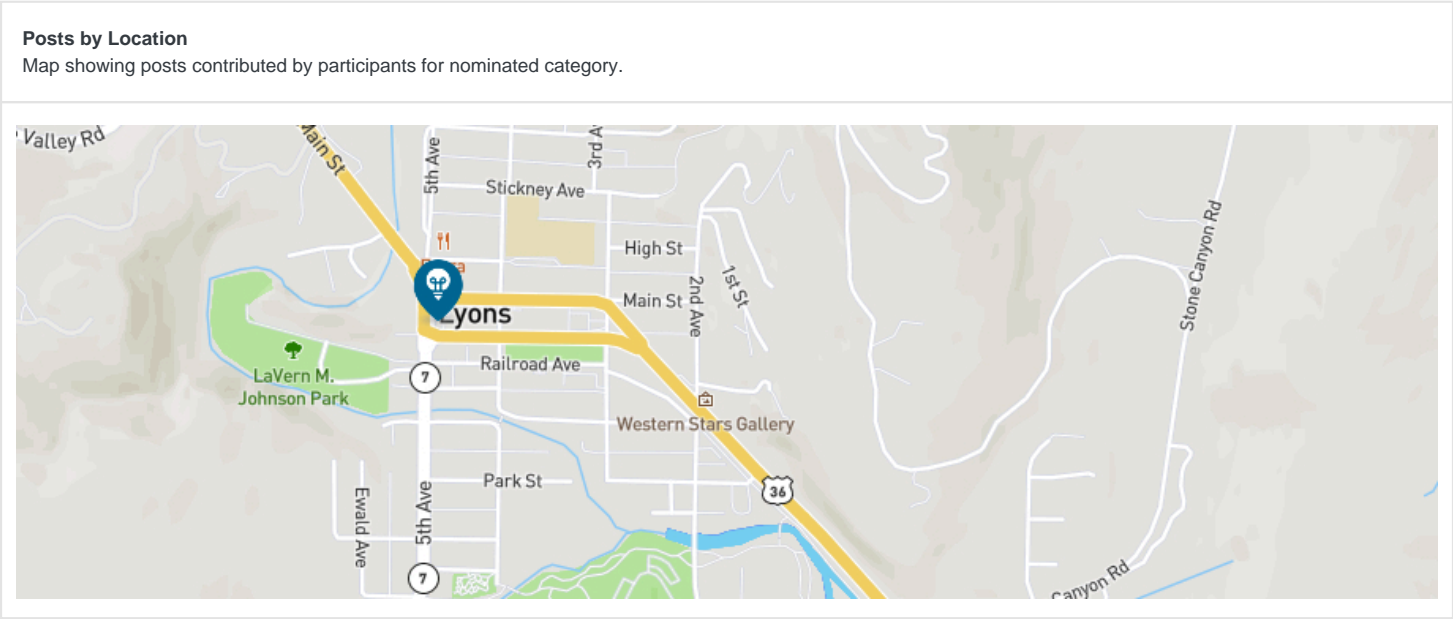 Posts by Location
Map showing posts contributed by participants for nominated category.
Valley Rd
Main St
5th Ave
Stickney Ave
High St
1st St
2nd Ave
Main St
Lyons
Stone Canyon Rd
Railroad Ave
7
LaVern M.
Johnson Park
Western Stars Gallery
Park St
36
Ewald Ave
5th Ave
7
Canyon Rd